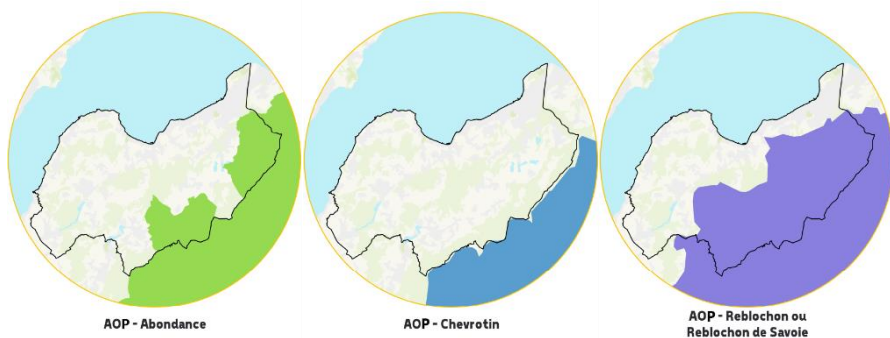 AOP - Abondance
AOP - Chevrotin
AOP - Reblochon ou
Reblochon de Savoie